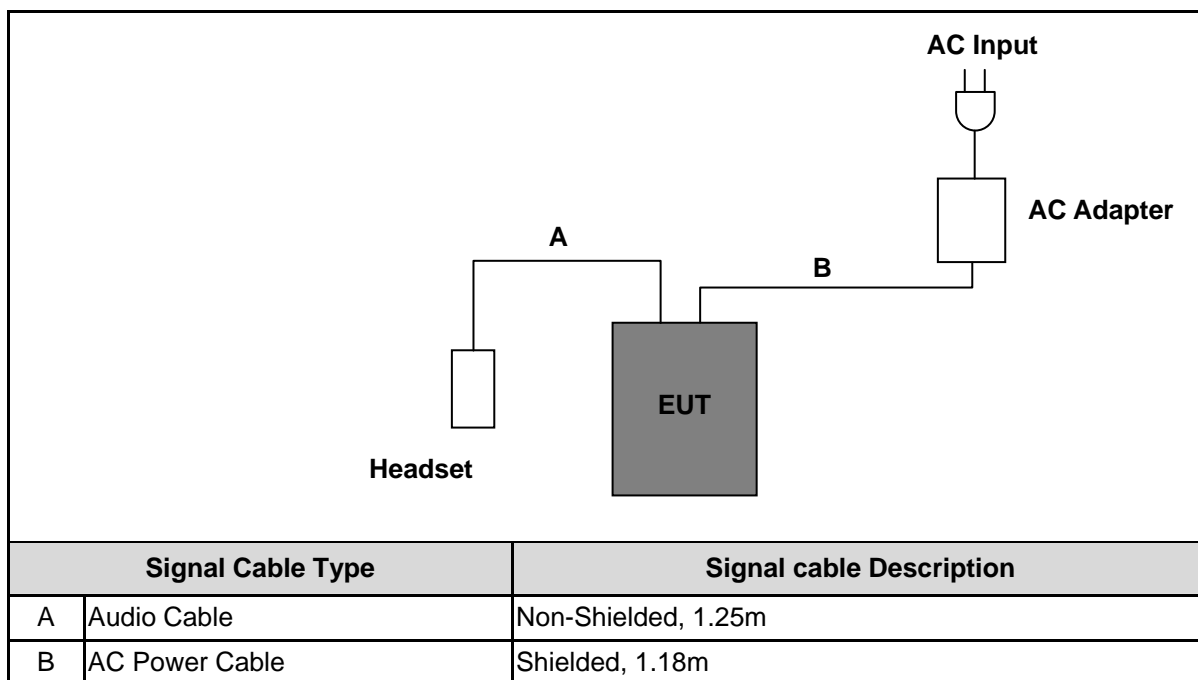 AC Input
AC Adapter
A
B
EUT
Headset
Signal Cable Type Signal cable Description
A Audio Cable Non-Shielded, 1.25m
B AC Power Cable Shielded, 1.18m